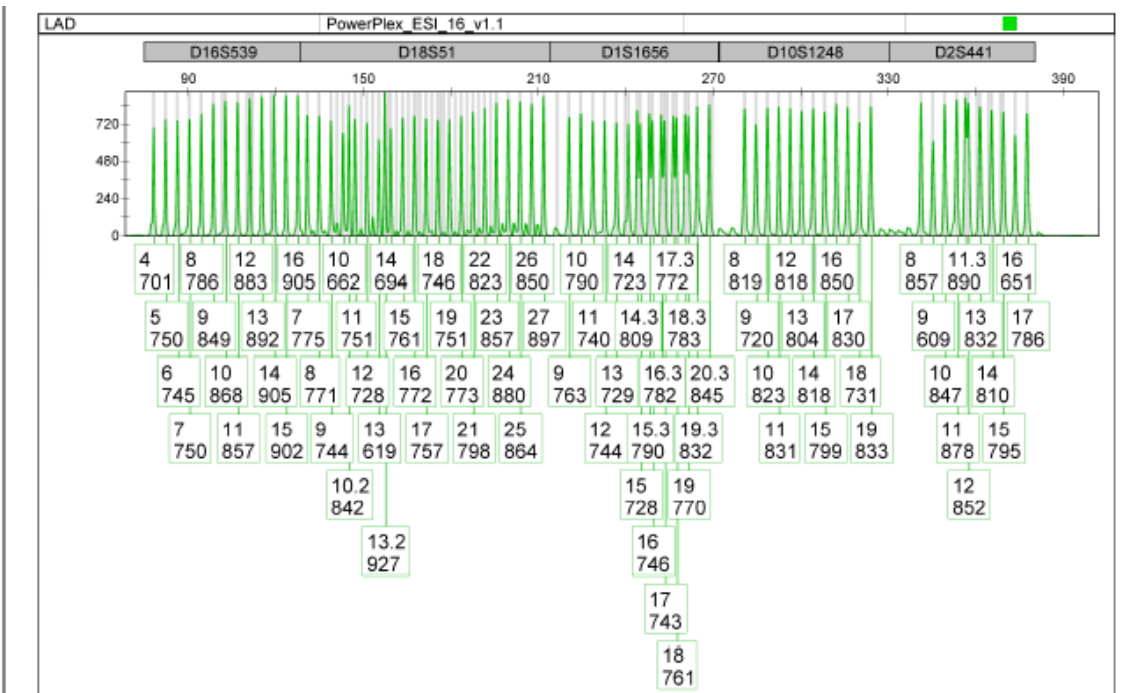 LAD PowerPlex_ESI_16_v1.1
D16S539 D18S51 D1S1656 D10S1248 D2S441
90 150 210 270 330 390
720
480
240
0
4 8 12 16 10 14 18 22 26 10 14 17.3 8 12 16 8 11.3 16
701 786 883 905 662 694 746 823 850 790 723 772 819 818 850 857 890 651
5 9 13 7 11 15 19 23 27 11 14.3 18.3 9 13 17 9 13 17
750 849 892 775 751 761 751 857 897 740 809 783 720 804 830 609 832 786
6 10 14 8 12 16 20 24 9 13 16.3 20.3 10 14 18 10 14
745 868 905 771 728 772 773 880 763 729 782 845 823 818 731 847 810
7 11 15 9 13 17 21 25 12 15.3 19.3 11 15 19 11 15
750 857 902 744 619 757 798 864 744 790 832 831 799 833 878 795
10.2 15 19 12
842 728 770 852
13.2 16
927 746
17
743
18
761